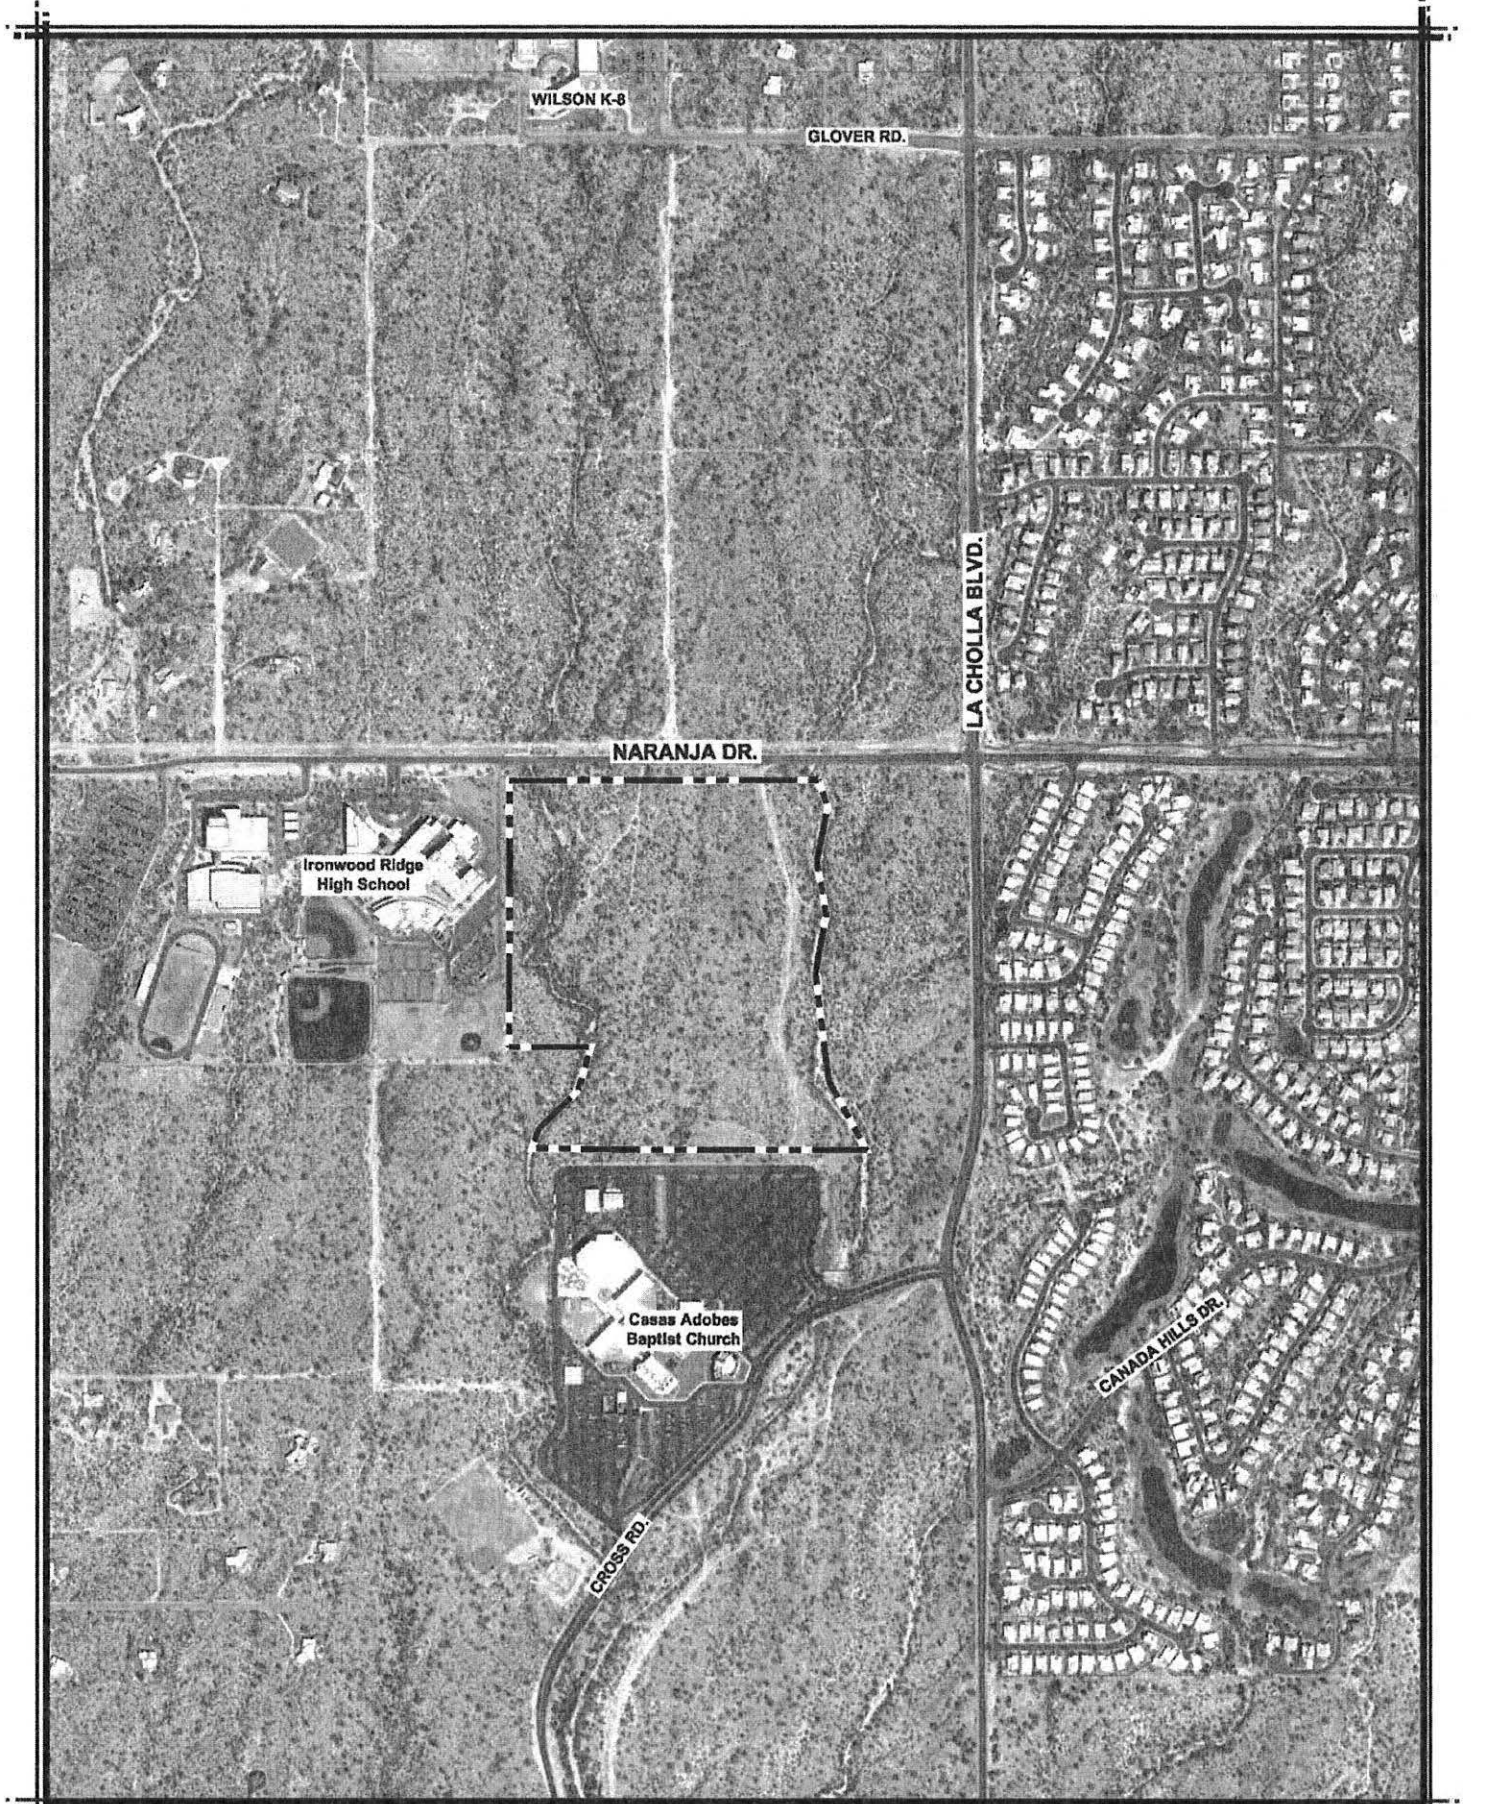 WILSON K-8
GLOVER RD.
LA CHOLLA BLVD.
NARANJA DR.
Ironwood Ridge
High School
Casas Adobes
Baptist Church
CANADA HILLS DR.
CROSS RD.